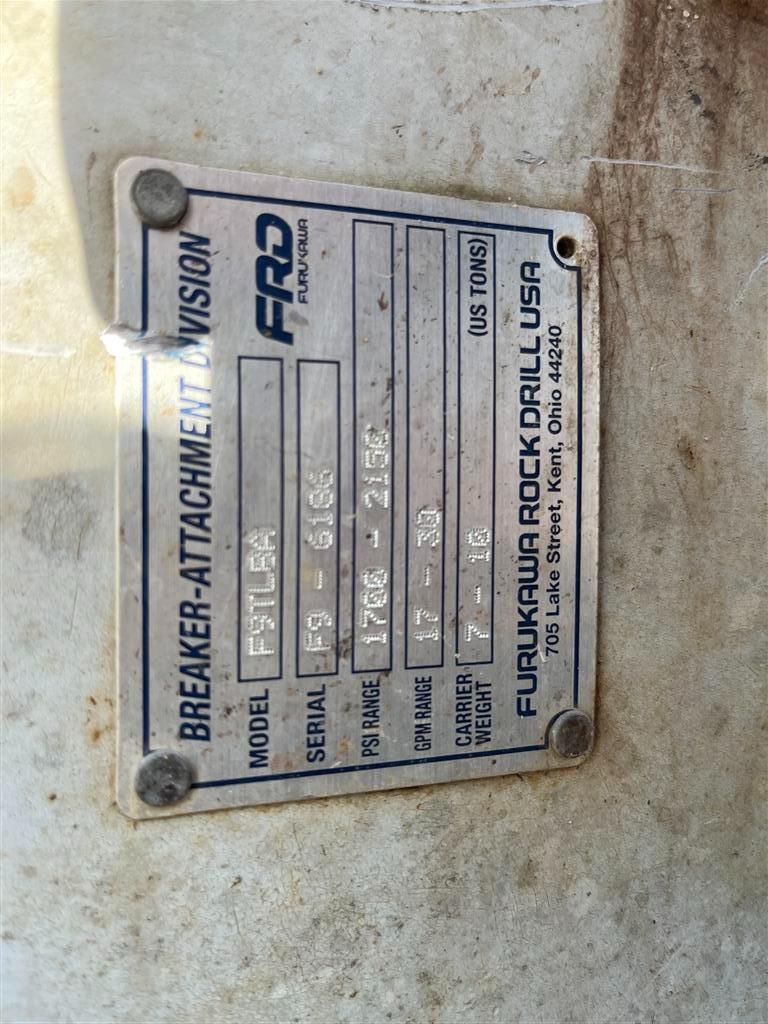 BREAKER-ATTACHMENT DIVISION
MODEL F9TLBA
FRD
FURUKAWA
SERIAL F9 - 6186
PSI RANGE 1700 - 2150
GPM RANGE 17 - 30
CARRIER WEIGHT 7 - 10 (US TONS)
FURUKAWA ROCK DRILL USA
705 Lake Street, Kent, Ohio 44240